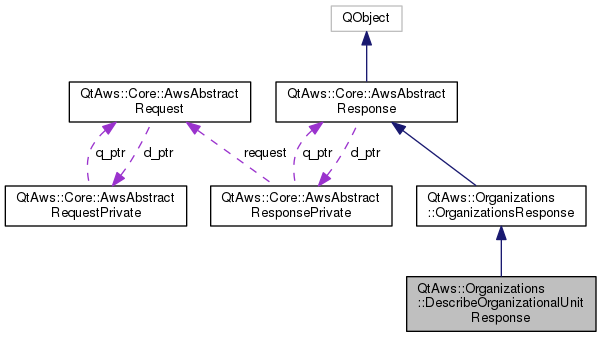 QObject
QtAws::Core::AwsAbstract
Request
QtAws::Core::AwsAbstract
Response
q_ptr
d_ptr
request
q_ptr
d_ptr
QtAws::Core::AwsAbstract
RequestPrivate
QtAws::Core::AwsAbstract
ResponsePrivate
QtAws::Organizations
::OrganizationsResponse
QtAws::Organizations
::DescribeOrganizationalUnit
Response